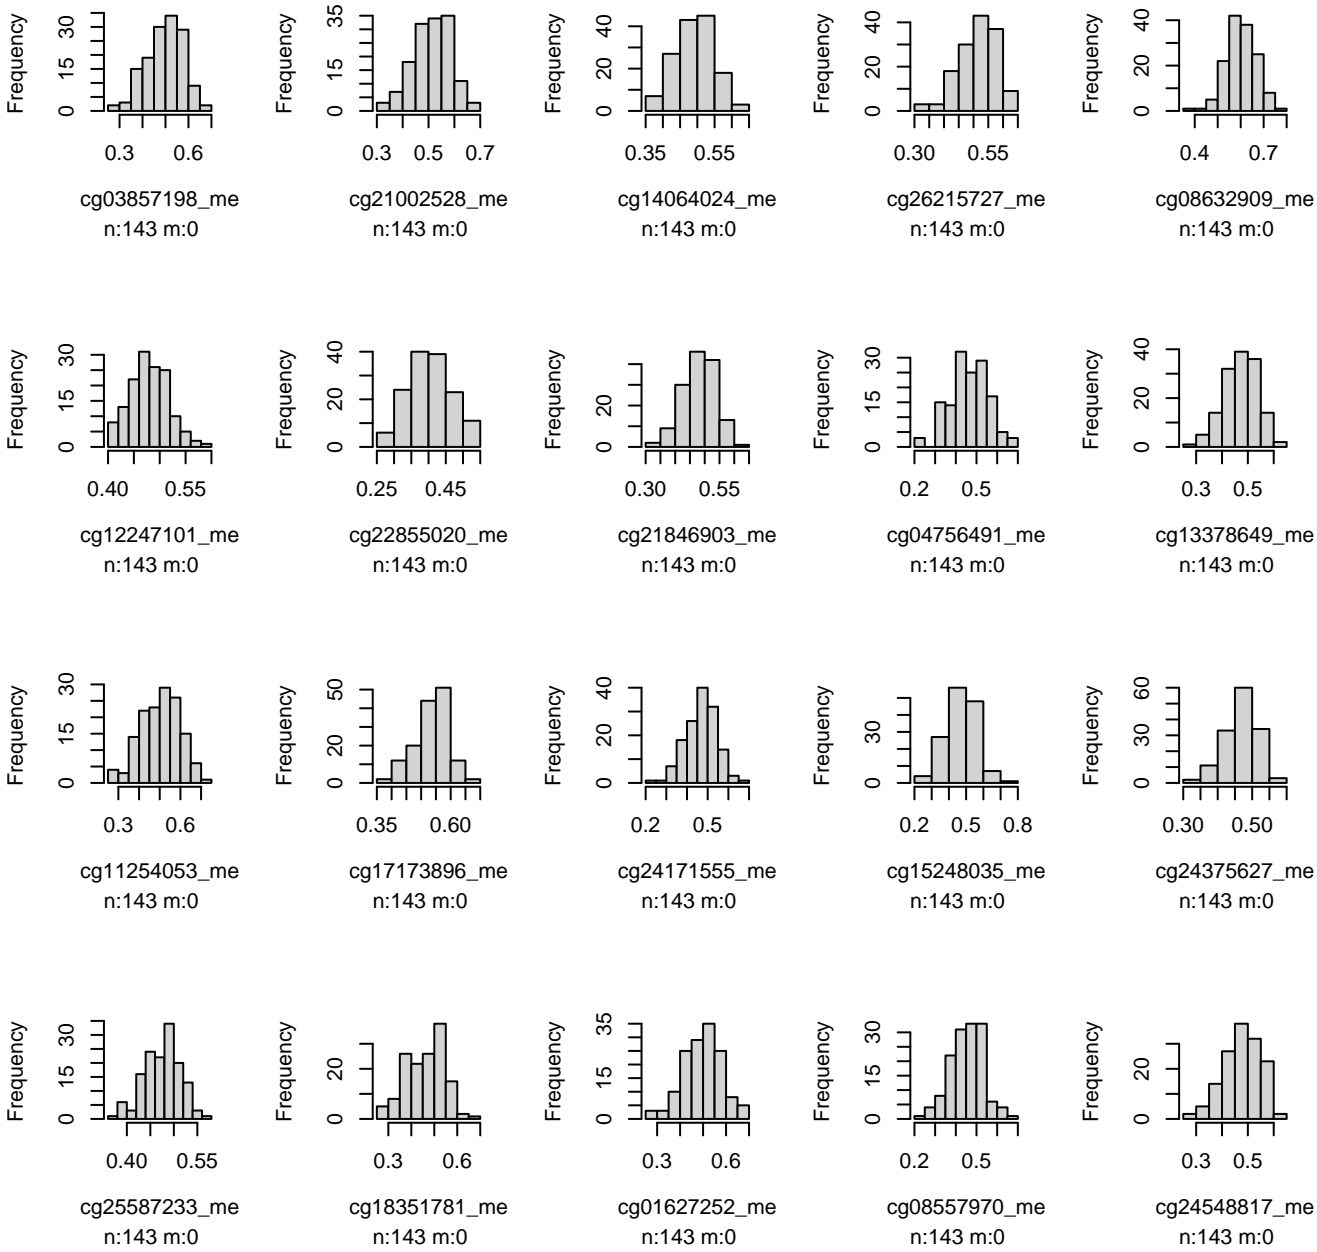 Frequency
0 15 30
0.3 0.6
cg03857198_me
n:143 m:0
Frequency
0 15 35
0.3 0.5 0.7
cg21002528_me
n:143 m:0
Frequency
0 20 40
0.35 0.55
cg14064024_me
n:143 m:0
Frequency
0 20 40
0.30 0.55
cg26215727_me
n:143 m:0
Frequency
0 20 40
0.4 0.7
cg08632909_me
n:143 m:0
Frequency
0 15 30
0.40 0.55
cg12247101_me
n:143 m:0
Frequency
0 20 40
0.25 0.45
cg22855020_me
n:143 m:0
Frequency
0 20
0.30 0.55
cg21846903_me
n:143 m:0
Frequency
0 15 30
0.2 0.5
cg04756491_me
n:143 m:0
Frequency
0 20 40
0.3 0.5
cg13378649_me
n:143 m:0
Frequency
0 15 30
0.3 0.6
cg11254053_me
n:143 m:0
Frequency
0 20 50
0.35 0.60
cg17173896_me
n:143 m:0
Frequency
0 20 40
0.2 0.5
cg24171555_me
n:143 m:0
Frequency
0 30
0.2 0.5 0.8
cg15248035_me
n:143 m:0
Frequency
0 30 60
0.30 0.50
cg24375627_me
n:143 m:0
Frequency
0 15 30
0.40 0.55
cg25587233_me
n:143 m:0
Frequency
0 20
0.3 0.6
cg18351781_me
n:143 m:0
Frequency
0 15 35
0.3 0.6
cg01627252_me
n:143 m:0
Frequency
0 15 30
0.2 0.5
cg08557970_me
n:143 m:0
Frequency
0 20
0.3 0.5
cg24548817_me
n:143 m:0